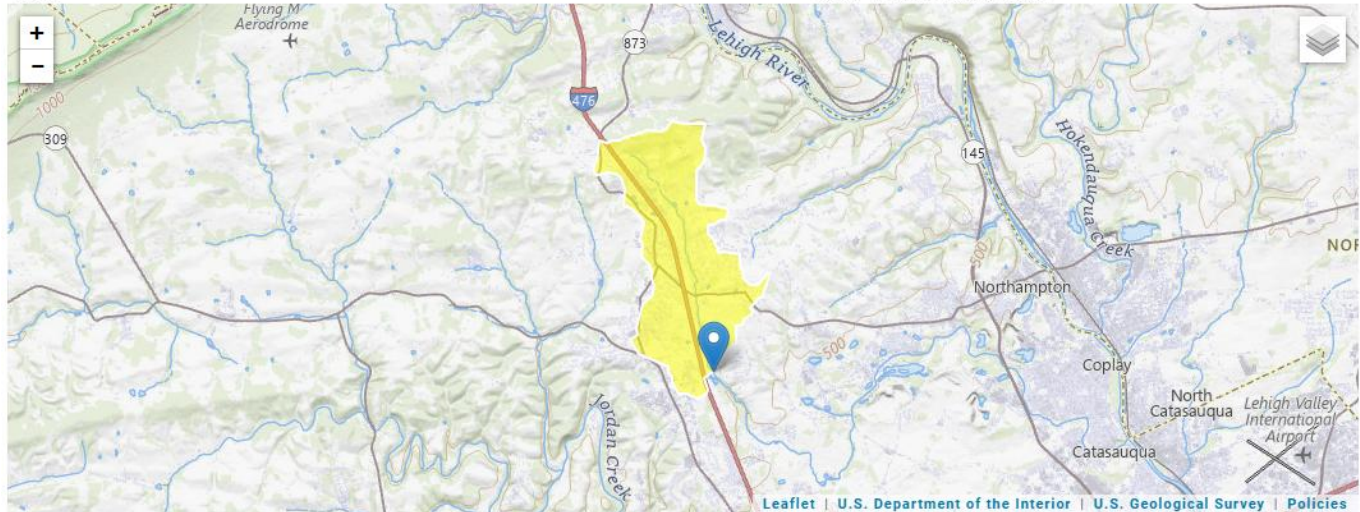 +
−
Flying M
Aerodrome
873
476
309
1000
Lehigh River
145
Hokendauqua Creek
500
NOR
Northampton
500
Coplay
North
Catasauqua
Lehigh Valley
International
Airport
Jordan Creek
Catasauqua
Leaflet | U.S. Department of the Interior | U.S. Geological Survey | Policies